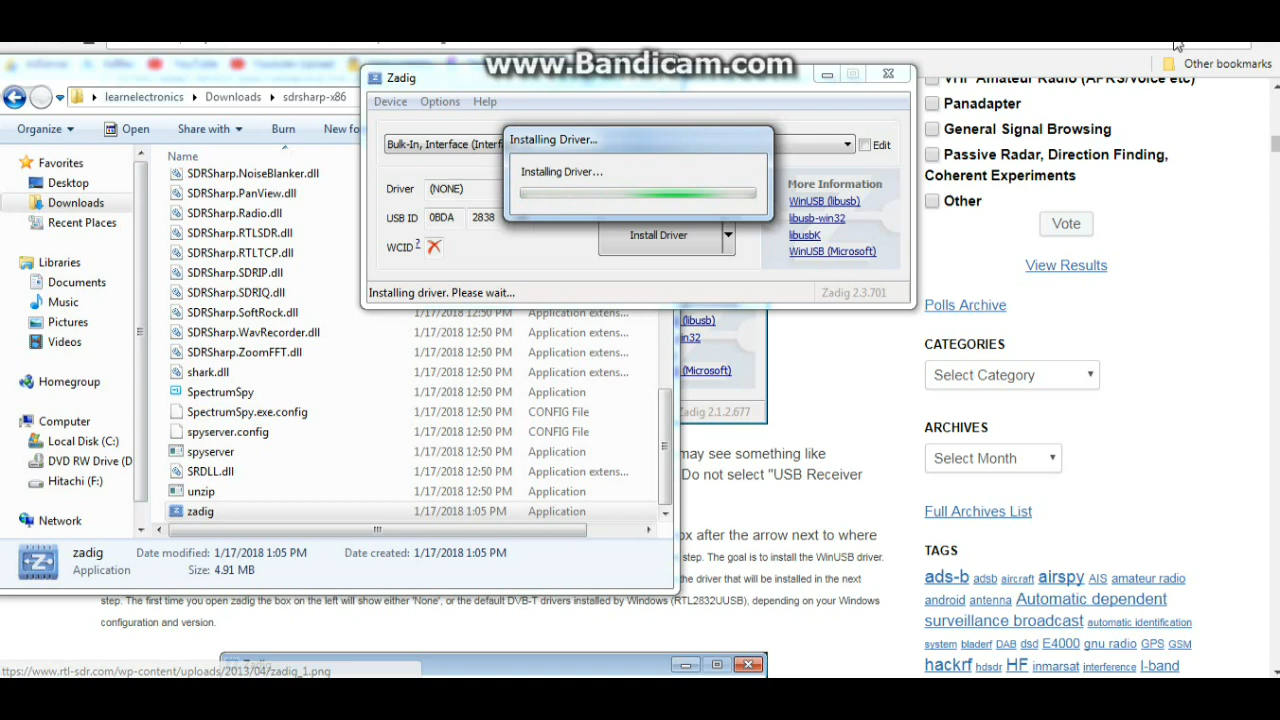 www.Bandicam.com
Other bookmarks
learnelectronics
Downloads
sdrsharp-x86
Organize
Open
Share with
Burn
New fo
Favorites
Desktop
Downloads
Recent Places
Libraries
Documents
Music
Pictures
Videos
Homegroup
Computer
Local Disk (C:)
DVD RW Drive (D
Hitachi (F:)
Network
Name
SDRSharp.NoiseBlanker.dll
SDRSharp.PanView.dll
SDRSharp.Radio.dll
SDRSharp.RTLSDR.dll
SDRSharp.RTLTCP.dll
SDRSharp.SDRIP.dll
SDRSharp.SDRIQ.dll
SDRSharp.SoftRock.dll 1/17/2018 12:50 PM Application extens...
SDRSharp.WavRecorder.dll 1/17/2018 12:50 PM Application extens...
SDRSharp.ZoomFFT.dll 1/17/2018 12:50 PM Application extens...
shark.dll 1/17/2018 12:50 PM Application extens...
SpectrumSpy 1/17/2018 12:50 PM Application
SpectrumSpy.exe.config 1/17/2018 12:50 PM CONFIG File
spyserver.config 1/17/2018 12:50 PM CONFIG File
spyserver 1/17/2018 12:50 PM Application
SRDLL.dll 1/17/2018 12:50 PM Application extens...
unzip 1/17/2018 12:50 PM Application
zadig 1/17/2018 1:05 PM Application
zadig Date modified: 1/17/2018 1:05 PM Date created: 1/17/2018 1:05 PM
Application Size: 4.91 MB
Zadig
Device Options Help
Bulk-In, Interface (Interf
Edit
Driver (NONE)
USB ID 0BDA 2838
WCID ?
Install Driver
More Information
WinUSB (libusb)
libusb-win32
libusbK
WinUSB (Microsoft)
Installing driver. Please wait...
Zadig 2.3.701
Installing Driver...
Installing Driver...
(libusb)
in32
(Microsoft)
Zadig 2.1.2.677
may see something like
Do not select "USB Receiver
ox after the arrow next to where
step. The goal is to install the WinUSB driver.
the driver that will be installed in the next
step. The first time you open zadig the box on the left will show either 'None', or the default DVB-T drivers installed by Windows (RTL2832UUSB), depending on your Windows
configuration and version.
ttps://www.rtl-sdr.com/wp-content/uploads/2013/04/zadig_1.png
VHF Amateur Radio (APRS/Voice etc)
Panadapter
General Signal Browsing
Passive Radar, Direction Finding,
Coherent Experiments
Other
Vote
View Results
Polls Archive
CATEGORIES
Select Category
ARCHIVES
Select Month
Full Archives List
TAGS
ads-b adsb aircraft airspy AIS amateur radio
android antenna Automatic dependent
surveillance broadcast automatic identification
system bladerf DAB dsd E4000 gnu radio GPS GSM
hackrf hdsdr HF inmarsat interference l-band